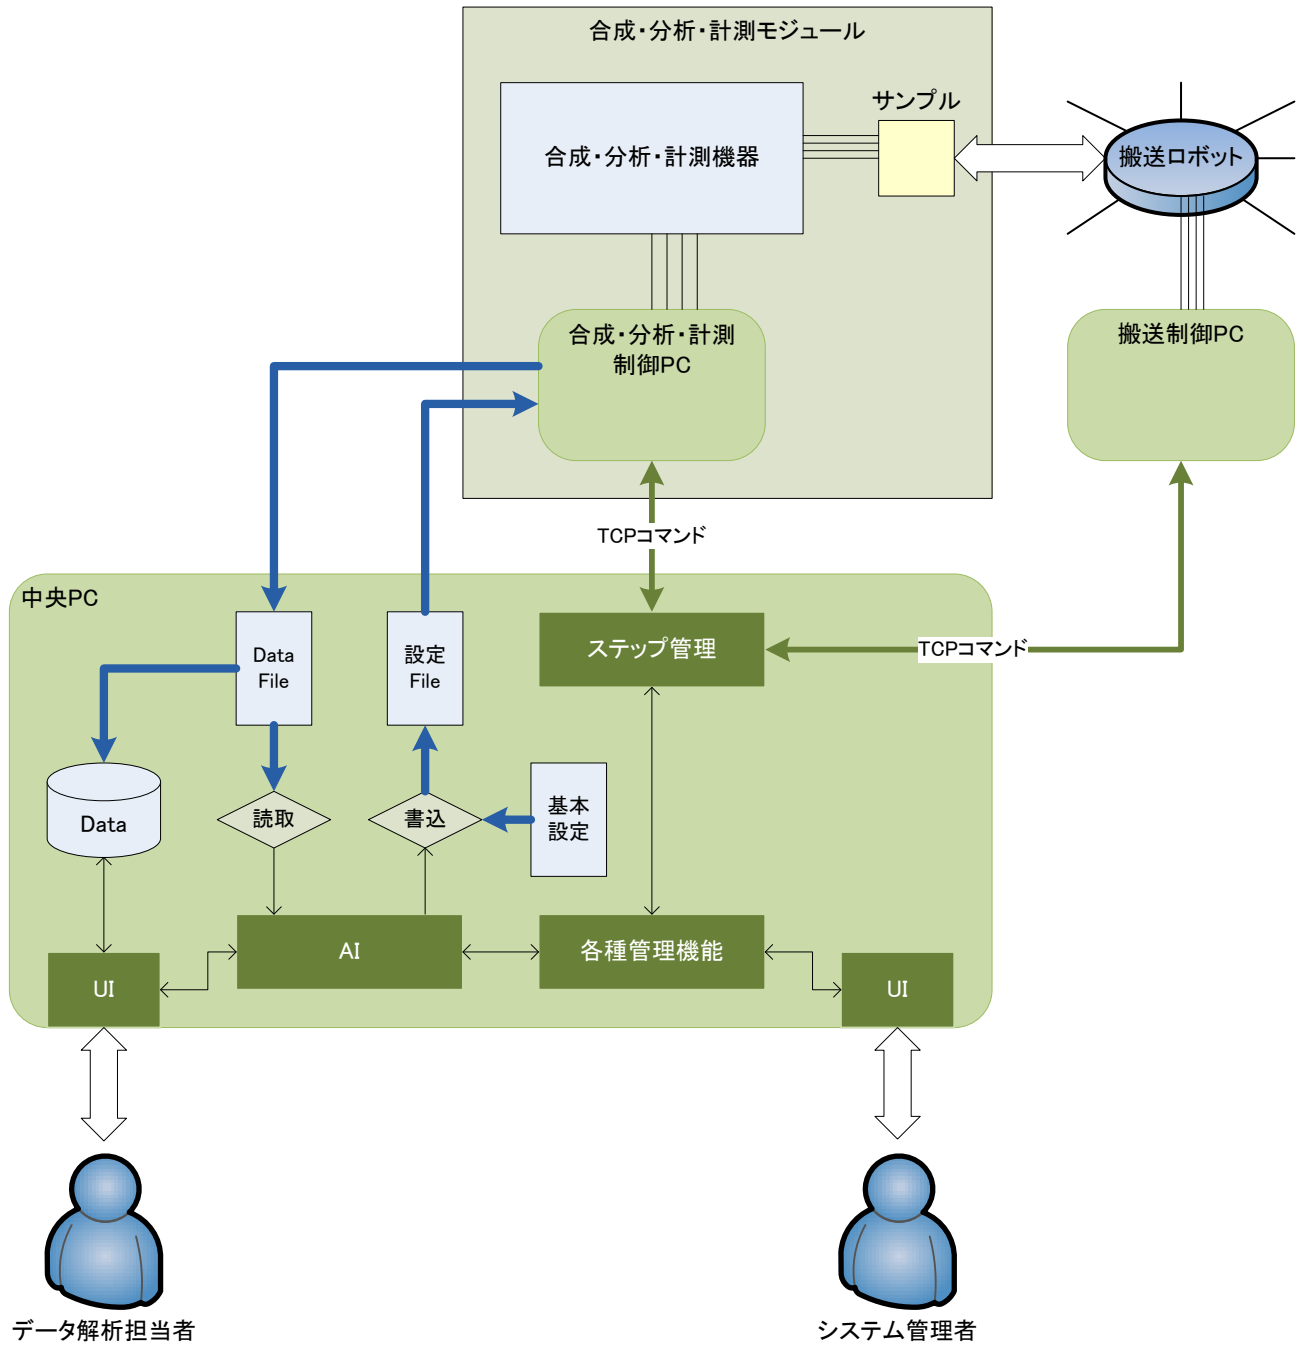 合成・分析・計測モジュール
サンプル
合成・分析・計測機器
搬送ロボット
合成・分析・計測
制御PC
搬送制御PC
TCPコマンド
中央PC
Data
File
設定
File
ステップ管理
TCPコマンド
Data
読取
書込
基本
設定
AI
各種管理機能
UI
UI
データ解析担当者
システム管理者